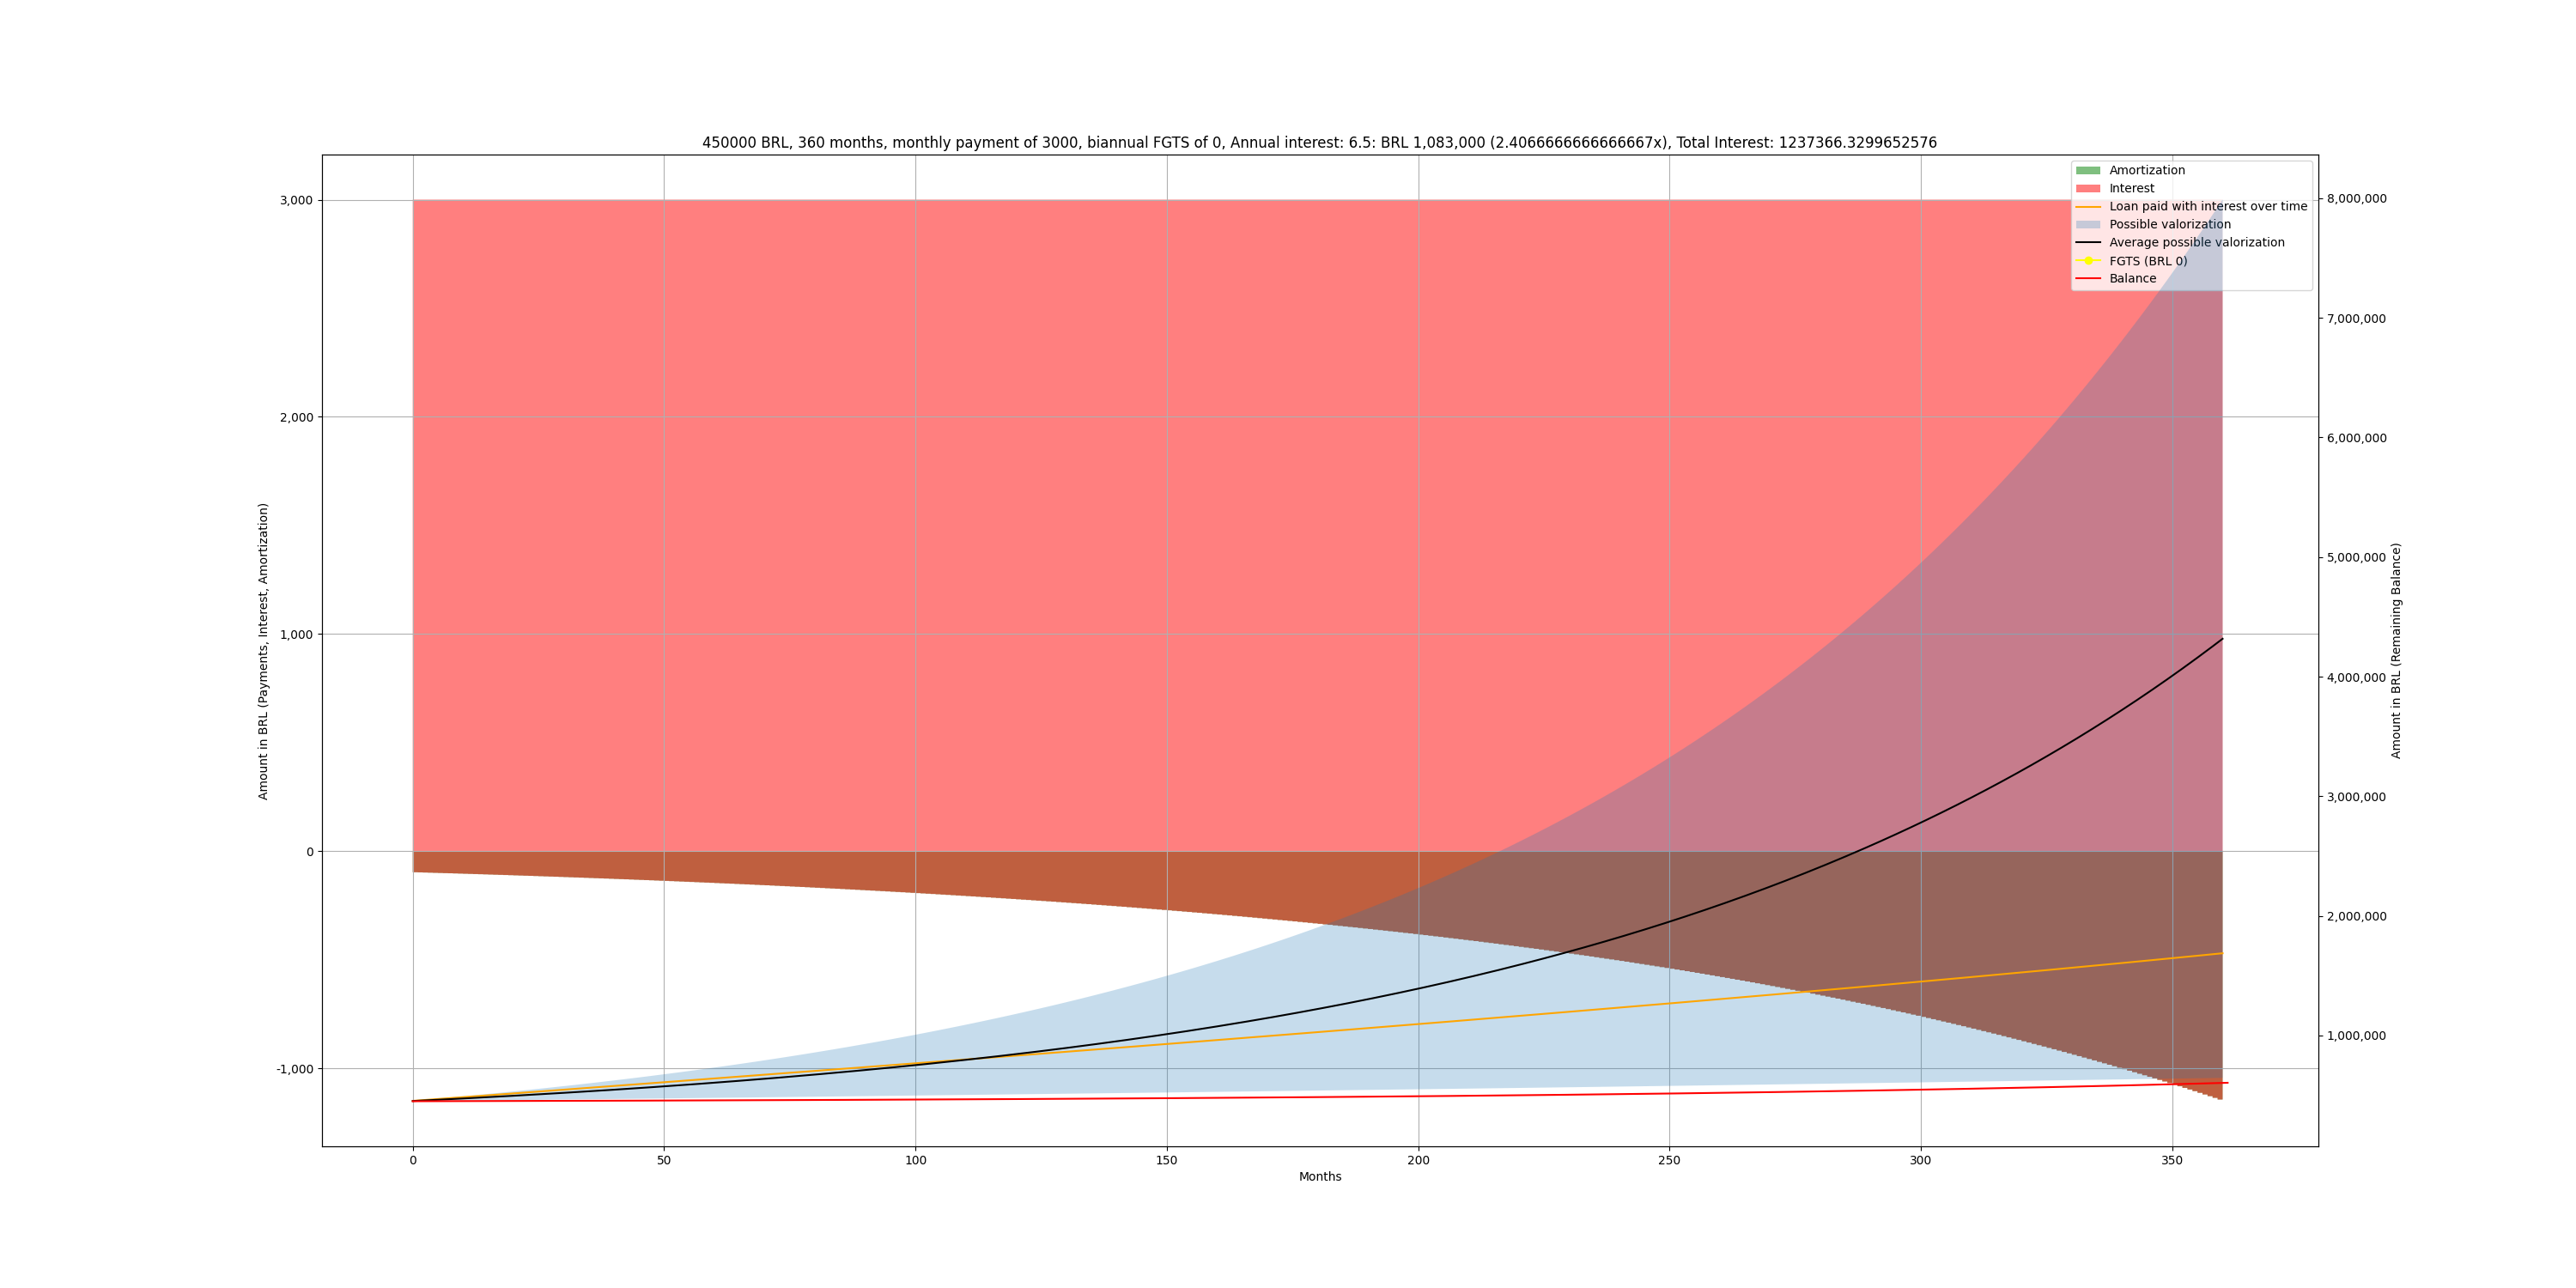 450000 BRL, 360 months, monthly payment of 3000, biannual FGTS of 0, Annual interest: 6.5: BRL 1,083,000 (2.4066666666666667x), Total Interest: 1237366.3299652576
Amortization
Interest
Loan paid with interest over time
Possible valorization
Average possible valorization
FGTS (BRL 0)
Balance
Amount in BRL (Payments, Interest, Amortization)
3,000
2,000
1,000
0
-1,000
8,000,000
7,000,000
6,000,000
5,000,000
4,000,000
3,000,000
2,000,000
1,000,000
Amount in BRL (Remaining Balance)
0
50
100
150
200
250
300
350
Months